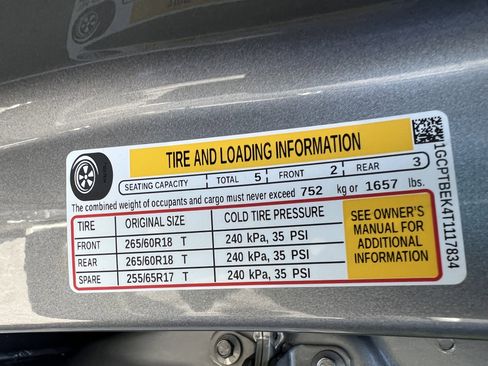 TIRE AND LOADING INFORMATION
SEATING CAPACITY TOTAL 5 FRONT 2 REAR 3
The combined weight of occupants and cargo must never exceed 752 kg or 1657 lbs.
TIRE ORIGINAL SIZE COLD TIRE PRESSURE
FRONT 265/60R18 T 240 kPa, 35 PSI
REAR 265/60R18 T 240 kPa, 35 PSI
SPARE 255/65R17 T 240 kPa, 35 PSI
SEE OWNER'S
MANUAL FOR
ADDITIONAL
INFORMATION
1GCPTBEK4T1117634